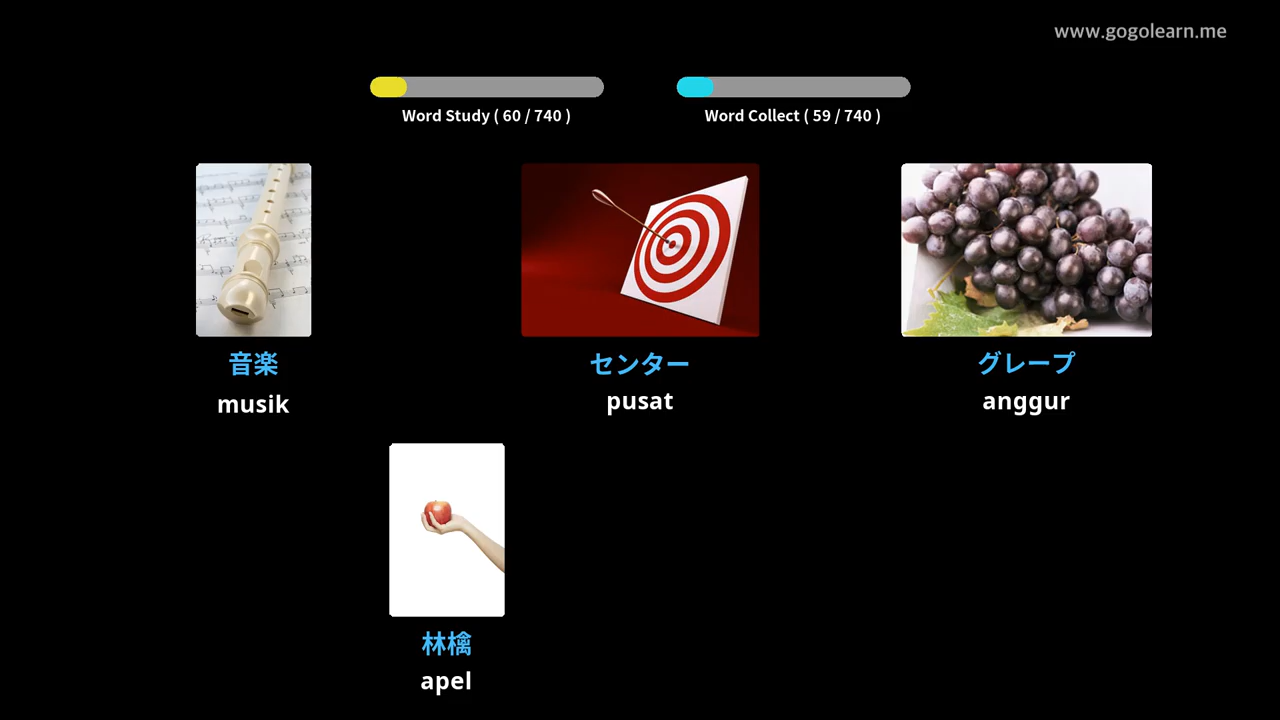 www.gogolearn.me
Word Study ( 60 / 740 )
Word Collect ( 59 / 740 )
音楽
musik
センター
pusat
グレープ
anggur
林檎
apel